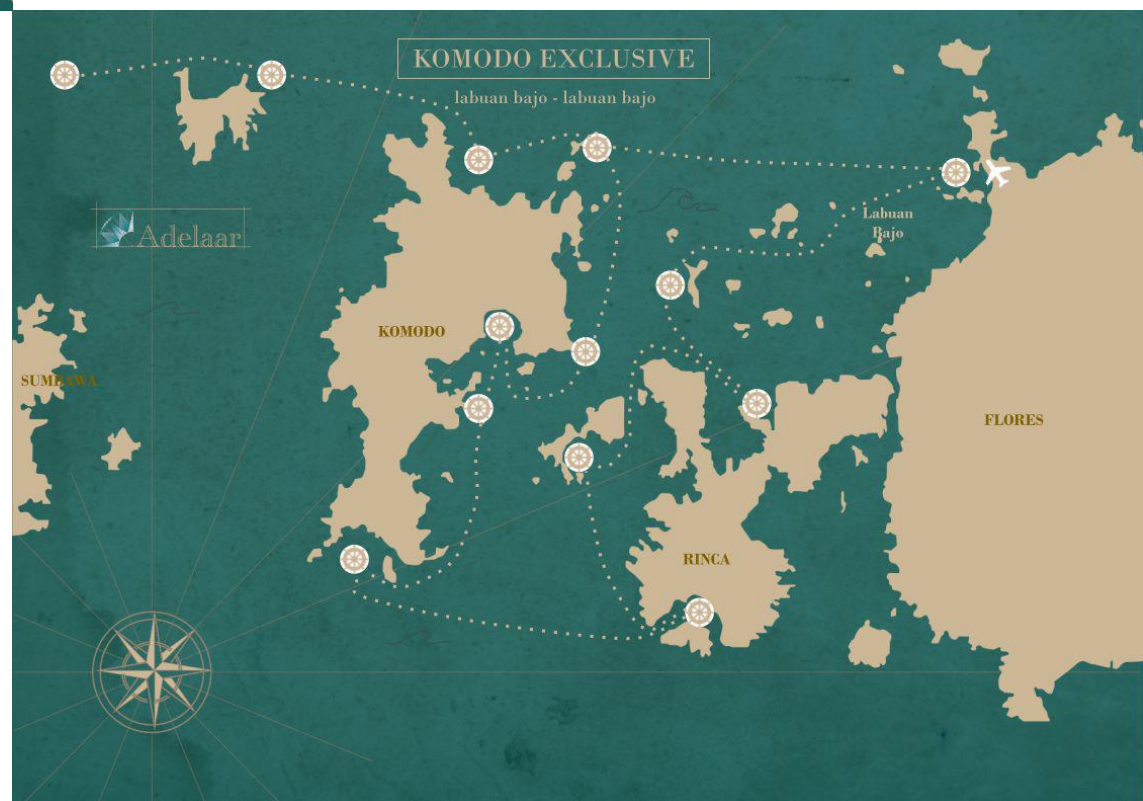 KOMODO EXCLUSIVE
labuan bajo - labuan bajo
Labuan
Bajo
Adelaar
KOMODO
SUMBAWA
FLORES
RINCA